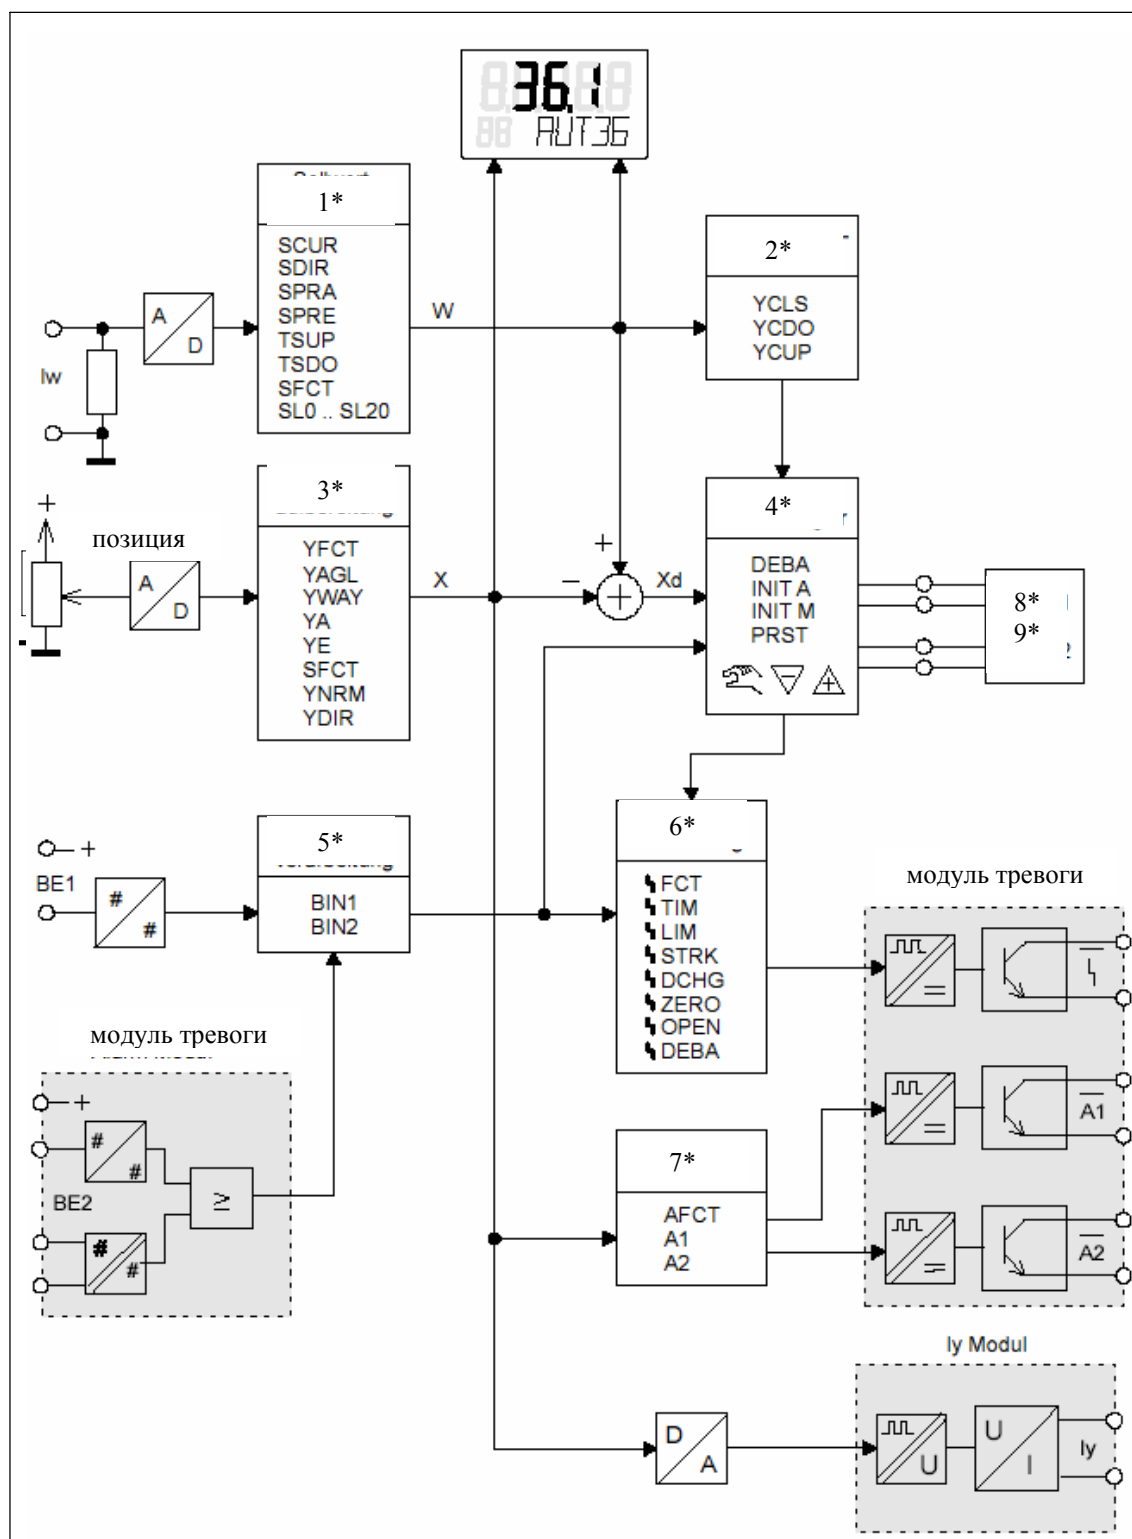 36.1
AUT36
1*
SCUR
SDIR
SPRA
SPRE
TSUP
TSDO
SFCT
SL0 .. SL20
A
D
Iw
W
2*
YCLS
YCDO
YCUP
3*
YFCT
YAGL
YWAY
YA
YE
SFCT
YNRM
YDIR
+
позиция
A
D
X
+
−
+
Xd
4*
DEBA
INIT A
INIT M
PRST
−
+
8*
9*
5*
BIN1
BIN2
+
BE1
#
#
6*
FCT
TIM
LIM
STRK
DCHG
ZERO
OPEN
DEBA
модуль тревоги
=
модуль тревоги
+
#
#
BE2
#
#
≥
7*
AFCT
A1
A2
=
A1
=
A2
Iy Modul
D
A
U
U
I
Iy